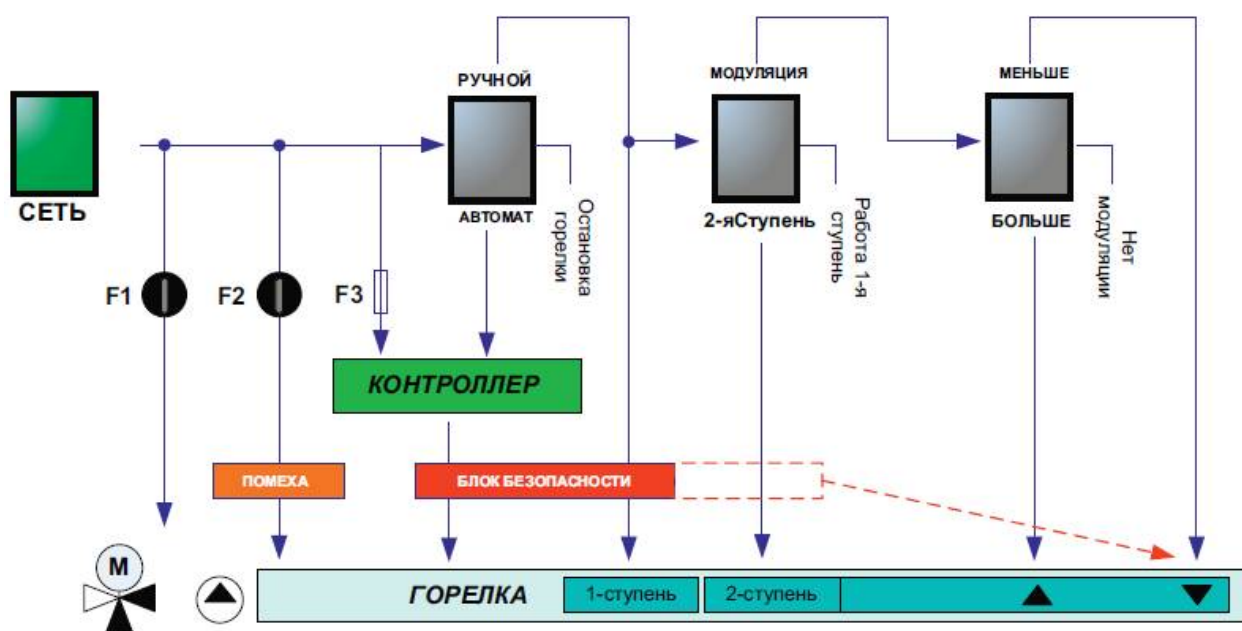 РУЧНОЙ
МОДУЛЯЦИЯ
МЕНЬШЕ
СЕТЬ
АВТОМАТ
2-яСтупень
БОЛЬШЕ
Остановка
горелки
Работа 1-я
ступень
Нет
модуляции
F1
F2
F3
КОНТРОЛЛЕР
ПОМЕХА
БЛОК БЕЗОПАСНОСТИ
M
ГОРЕЛКА
1-ступень
2-ступень